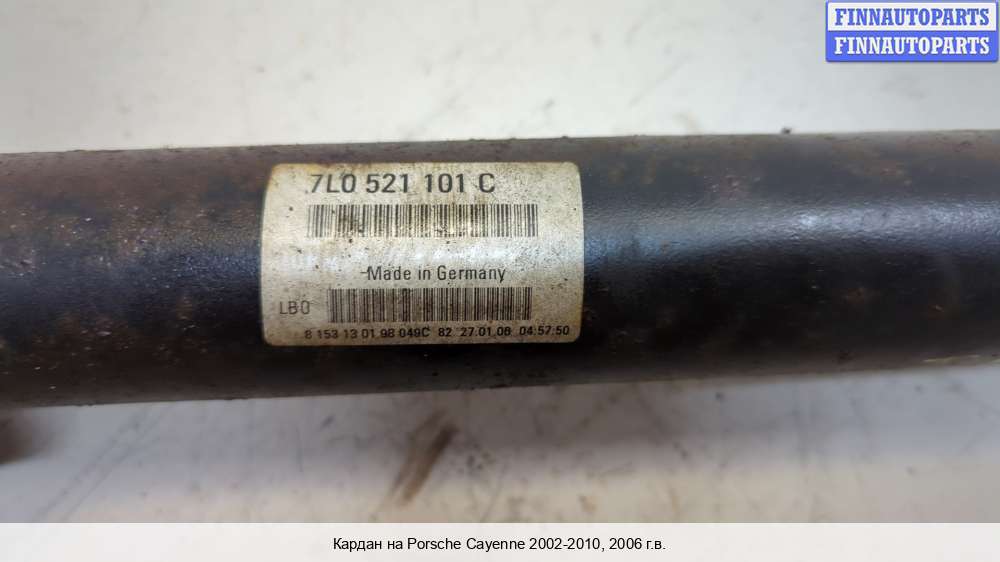 FINNAUTOPARTS
FINNAUTOPARTS
7L0 521 101 C
Made in Germany
LB0
8 153 13 01 98 049C 82 27.01.06 04:57:50
Кардан на Porsche Cayenne 2002-2010, 2006 г.в.